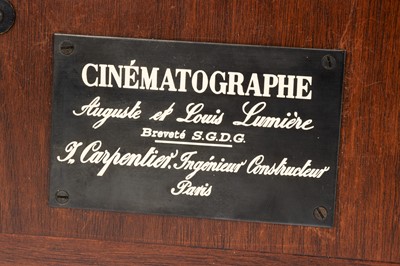 CINÉMATOGRAPHE
Auguste et Louis Lumière
Breveté S.G.D.G.
J. Carpentier, Ingénieur Constructeur
Paris